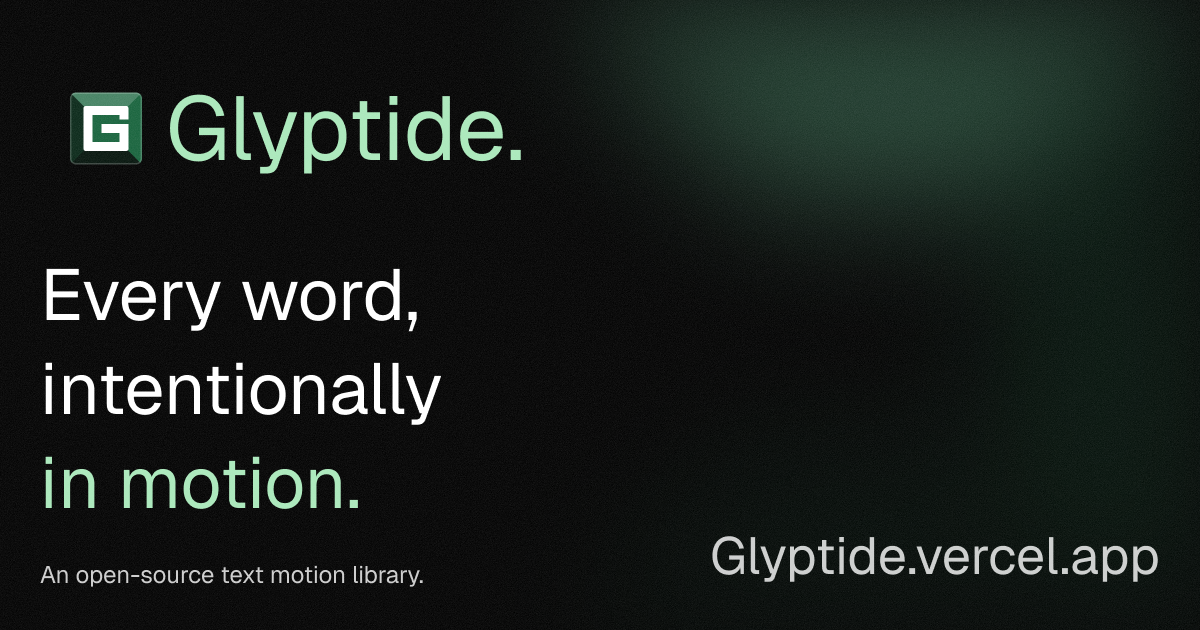 G Glyptide.
Every word,
intentionally
in motion.
An open-source text motion library.
Glyptide.vercel.app